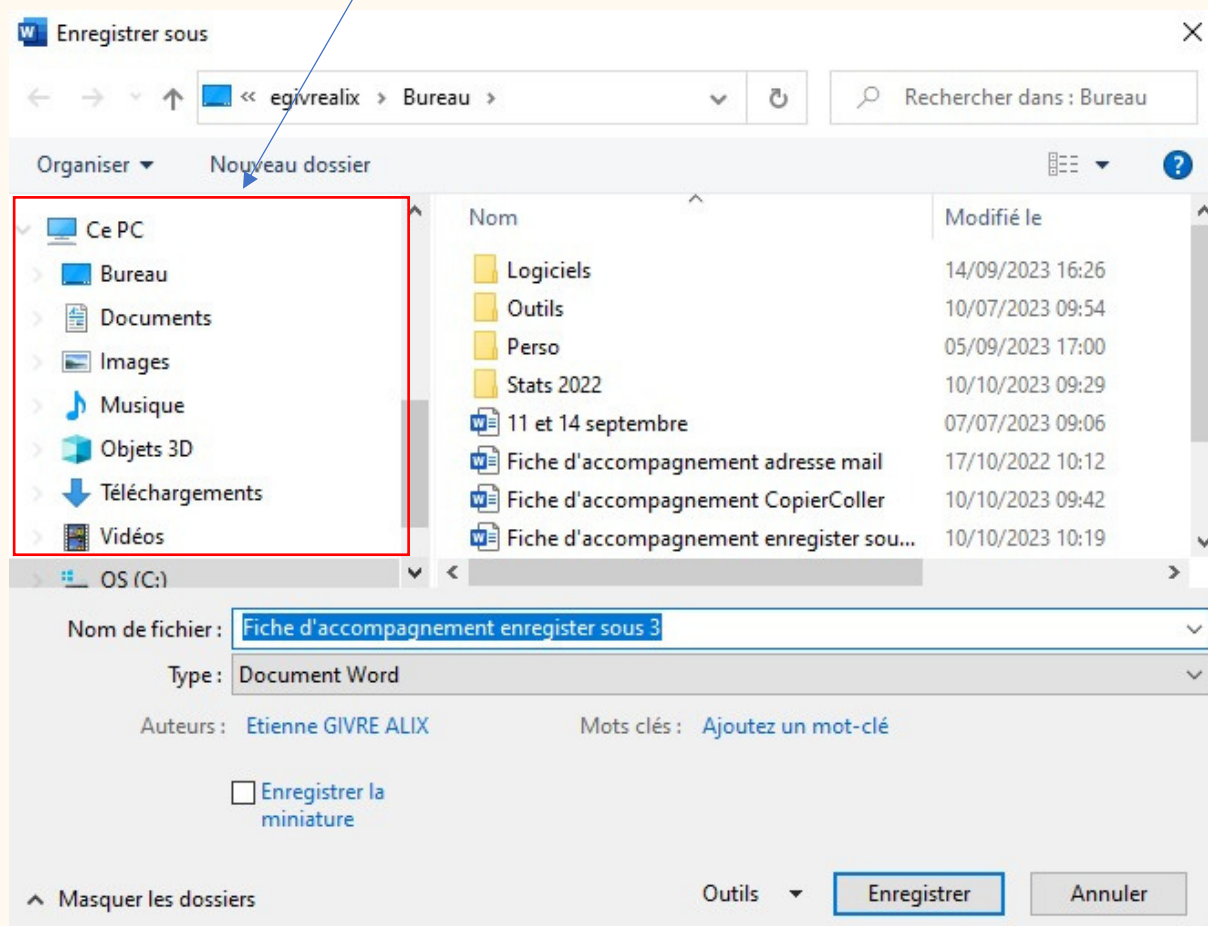 Enregistrer sous
« egivrealix > Bureau >
Rechercher dans : Bureau
Organiser
Nouveau dossier
?
Ce PC
Bureau
Documents
Images
Musique
Objets 3D
Téléchargements
Vidéos
OS (C:)
Nom Modifié le
Logiciels 14/09/2023 16:26
Outils 10/07/2023 09:54
Perso 05/09/2023 17:00
Stats 2022 10/10/2023 09:29
11 et 14 septembre 07/07/2023 09:06
Fiche d'accompagnement adresse mail 17/10/2022 10:12
Fiche d'accompagnement CopierColler 10/10/2023 09:42
Fiche d'accompagnement enregister sou... 10/10/2023 10:19
Nom de fichier : Fiche d'accompagnement enregister sous 3
Type : Document Word
Auteurs : Etienne GIVRE ALIX
Mots clés : Ajoutez un mot-clé
Enregistrer la
miniature
Masquer les dossiers
Outils
Enregistrer
Annuler